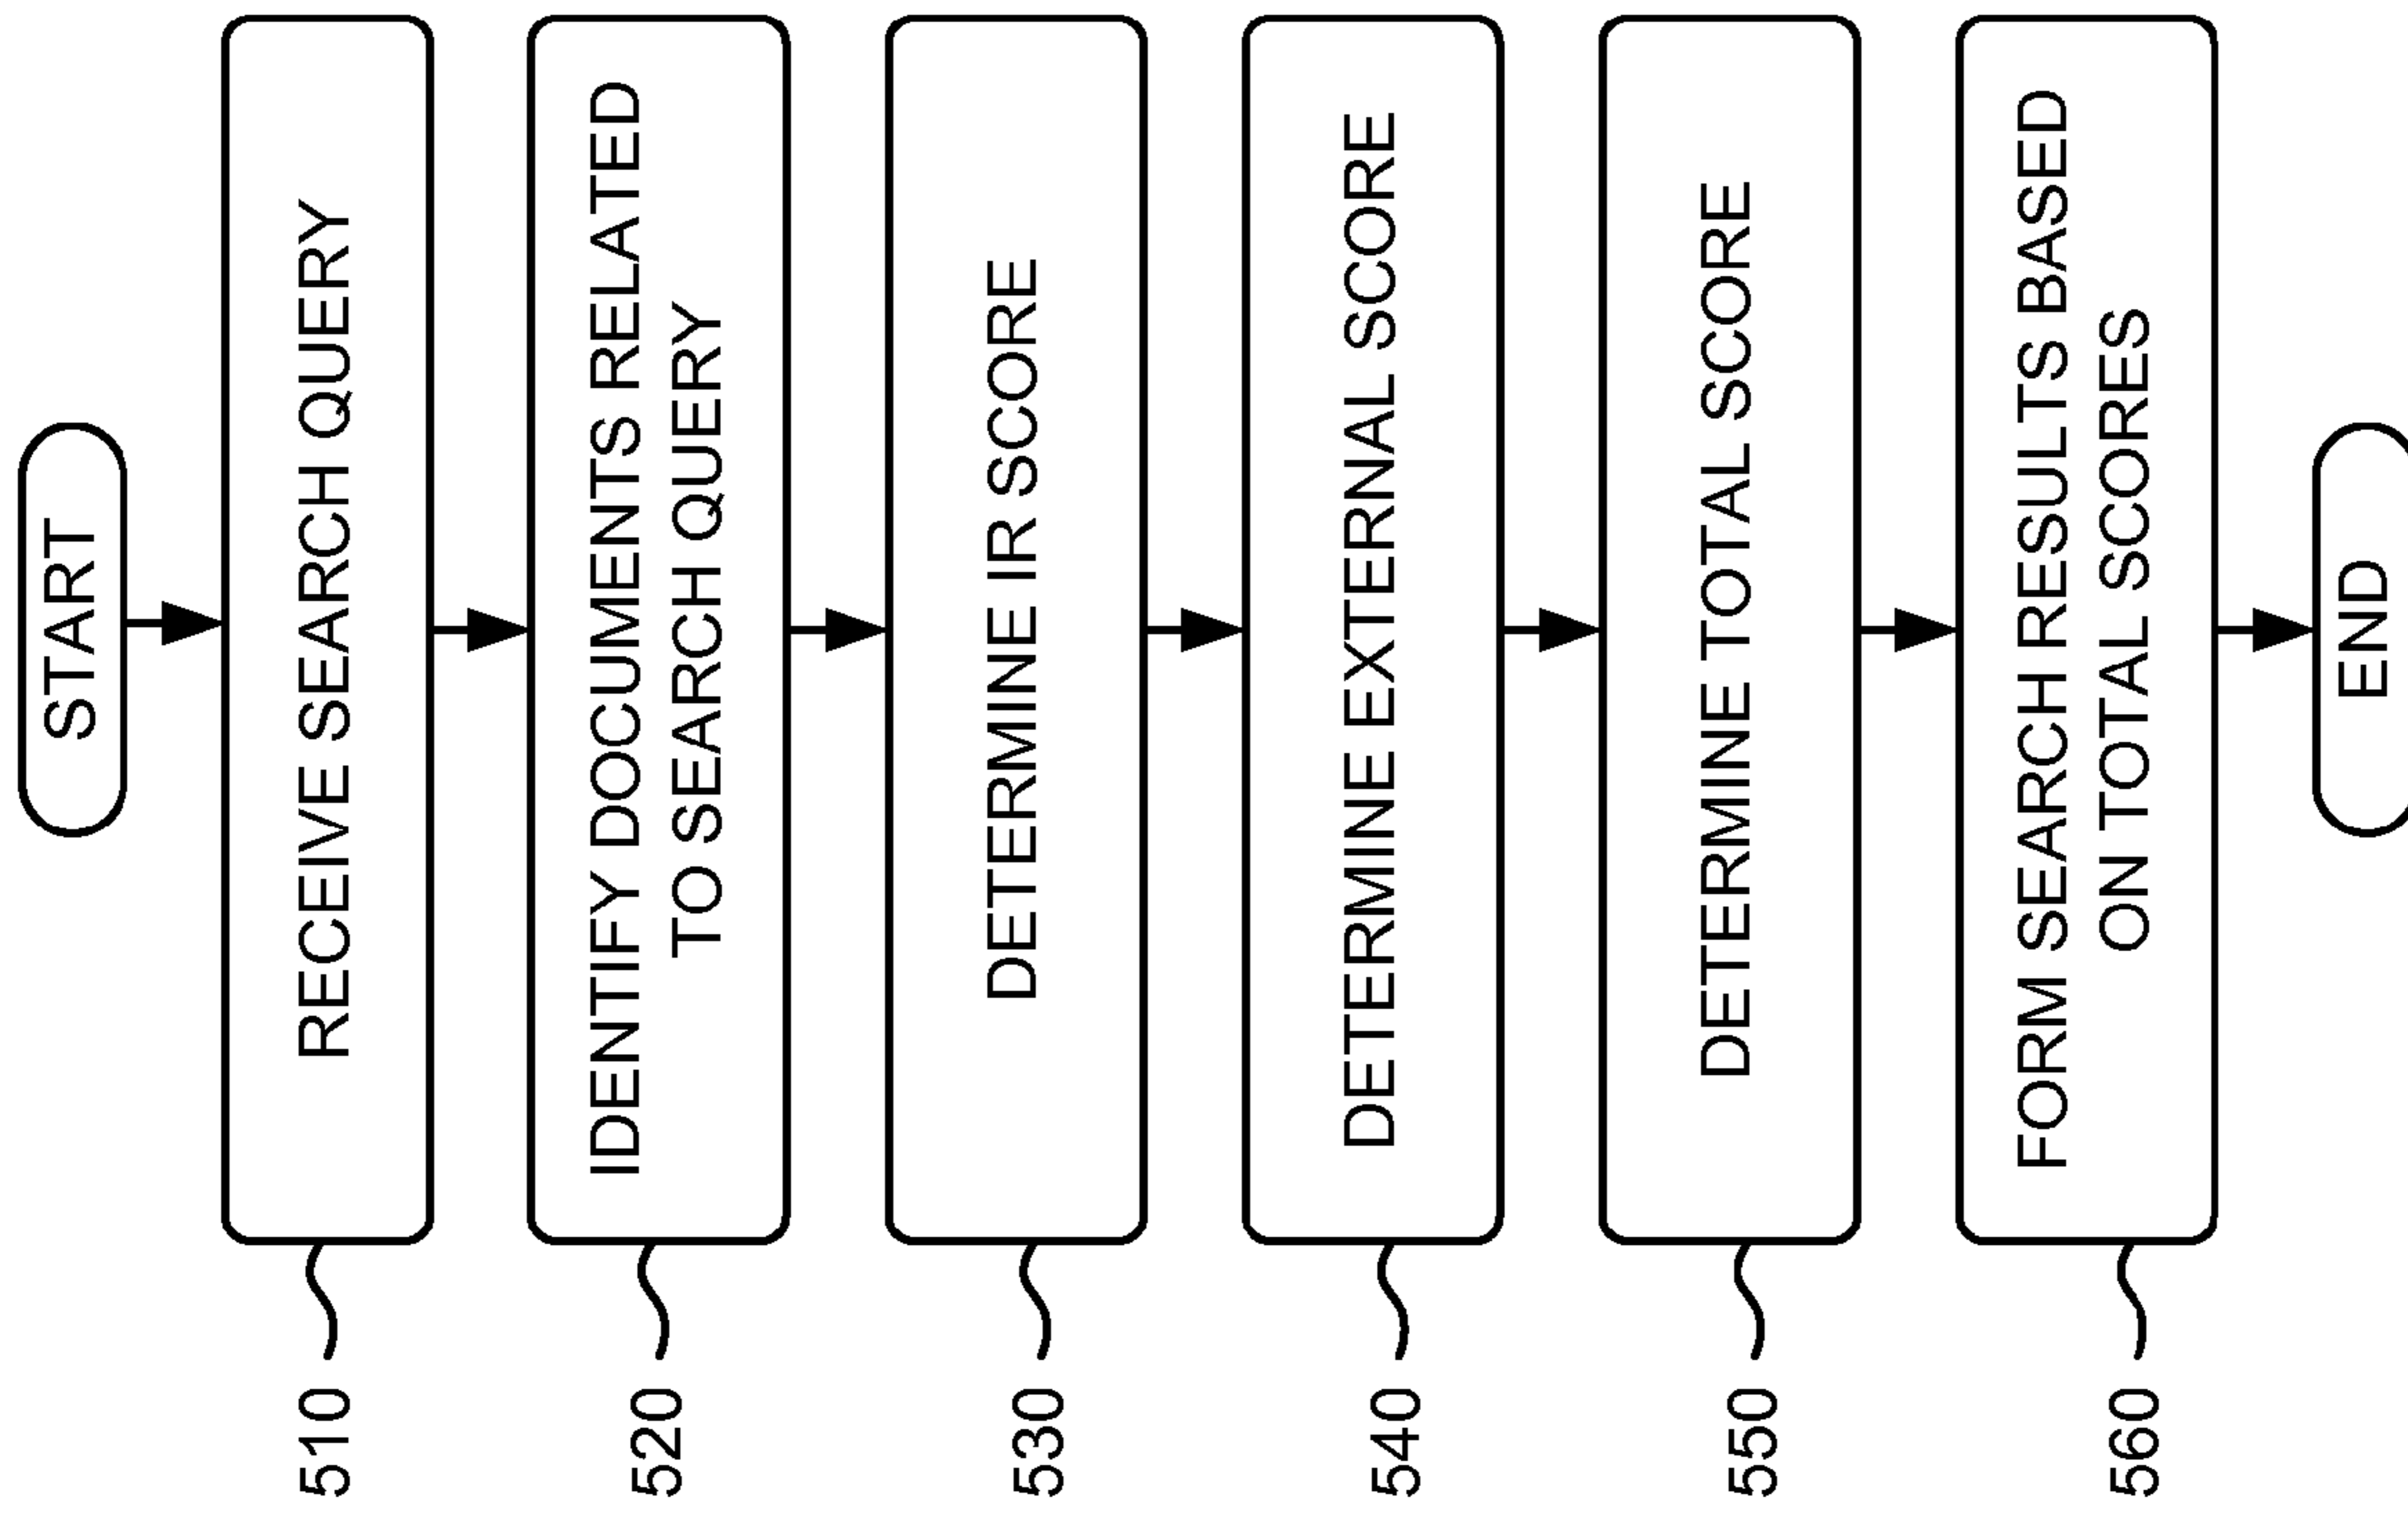 START
510
RECEIVE SEARCH QUERY
520
IDENTIFY DOCUMENTS RELATED
TO SEARCH QUERY
530
DETERMINE IR SCORE
540
DETERMINE EXTERNAL SCORE
550
DETERMINE TOTAL SCORE
560
FORM SEARCH RESULTS BASED
ON TOTAL SCORES
END